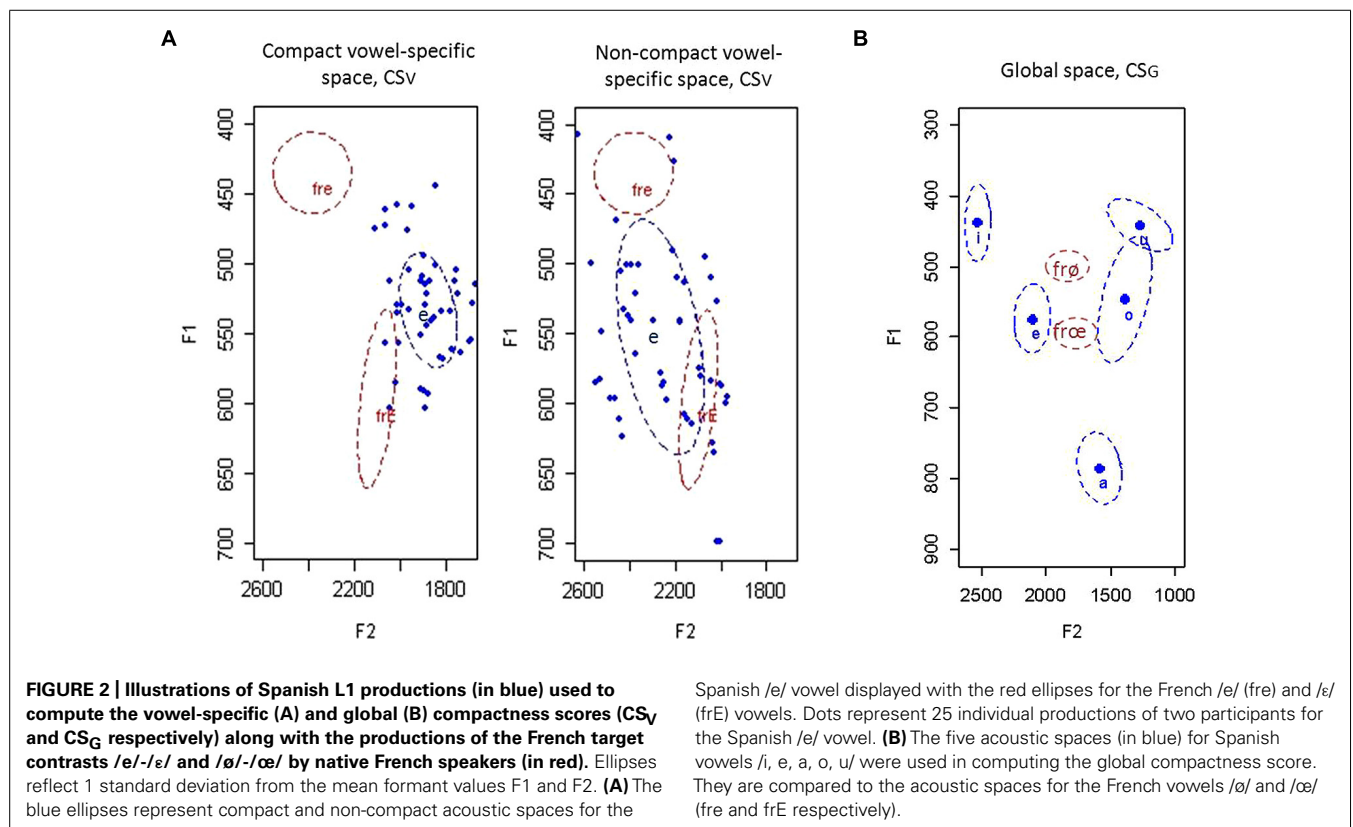 A
Compact vowel-specific
space, CSV
400
450
500
550
600
650
700
F1
fre
e
frE
2600
2200
1800
F2
Non-compact vowel-
specific space, CSV
400
450
500
550
600
650
700
F1
fre
e
frE
2600
2200
1800
F2
B
Global space, CSG
300
400
500
600
700
800
900
F1
i
u
frø
o
e
frœ
a
2500
2000
1500
1000
F2
FIGURE 2 | Illustrations of Spanish L1 productions (in blue) used to
compute the vowel-specific (A) and global (B) compactness scores (CSV
and CSG respectively) along with the productions of the French target
contrasts /e/-/ε/ and /ø/-/œ/ by native French speakers (in red). Ellipses
reflect 1 standard deviation from the mean formant values F1 and F2. (A) The
blue ellipses represent compact and non-compact acoustic spaces for the
Spanish /e/ vowel displayed with the red ellipses for the French /e/ (fre) and /ε/
(frE) vowels. Dots represent 25 individual productions of two participants for
the Spanish /e/ vowel. (B) The five acoustic spaces (in blue) for Spanish
vowels /i, e, a, o, u/ were used in computing the global compactness score.
They are compared to the acoustic spaces for the French vowels /ø/ and /œ/
(fre and frE respectively).